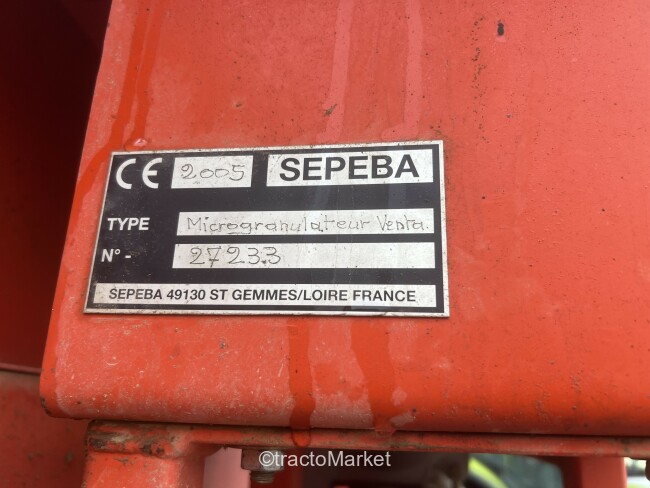 CE 2005 SEPEBA
TYPE Microgranulateur Venta.
N° - 27233
SEPEBA 49130 ST GEMMES/LOIRE FRANCE
©tractoMarket